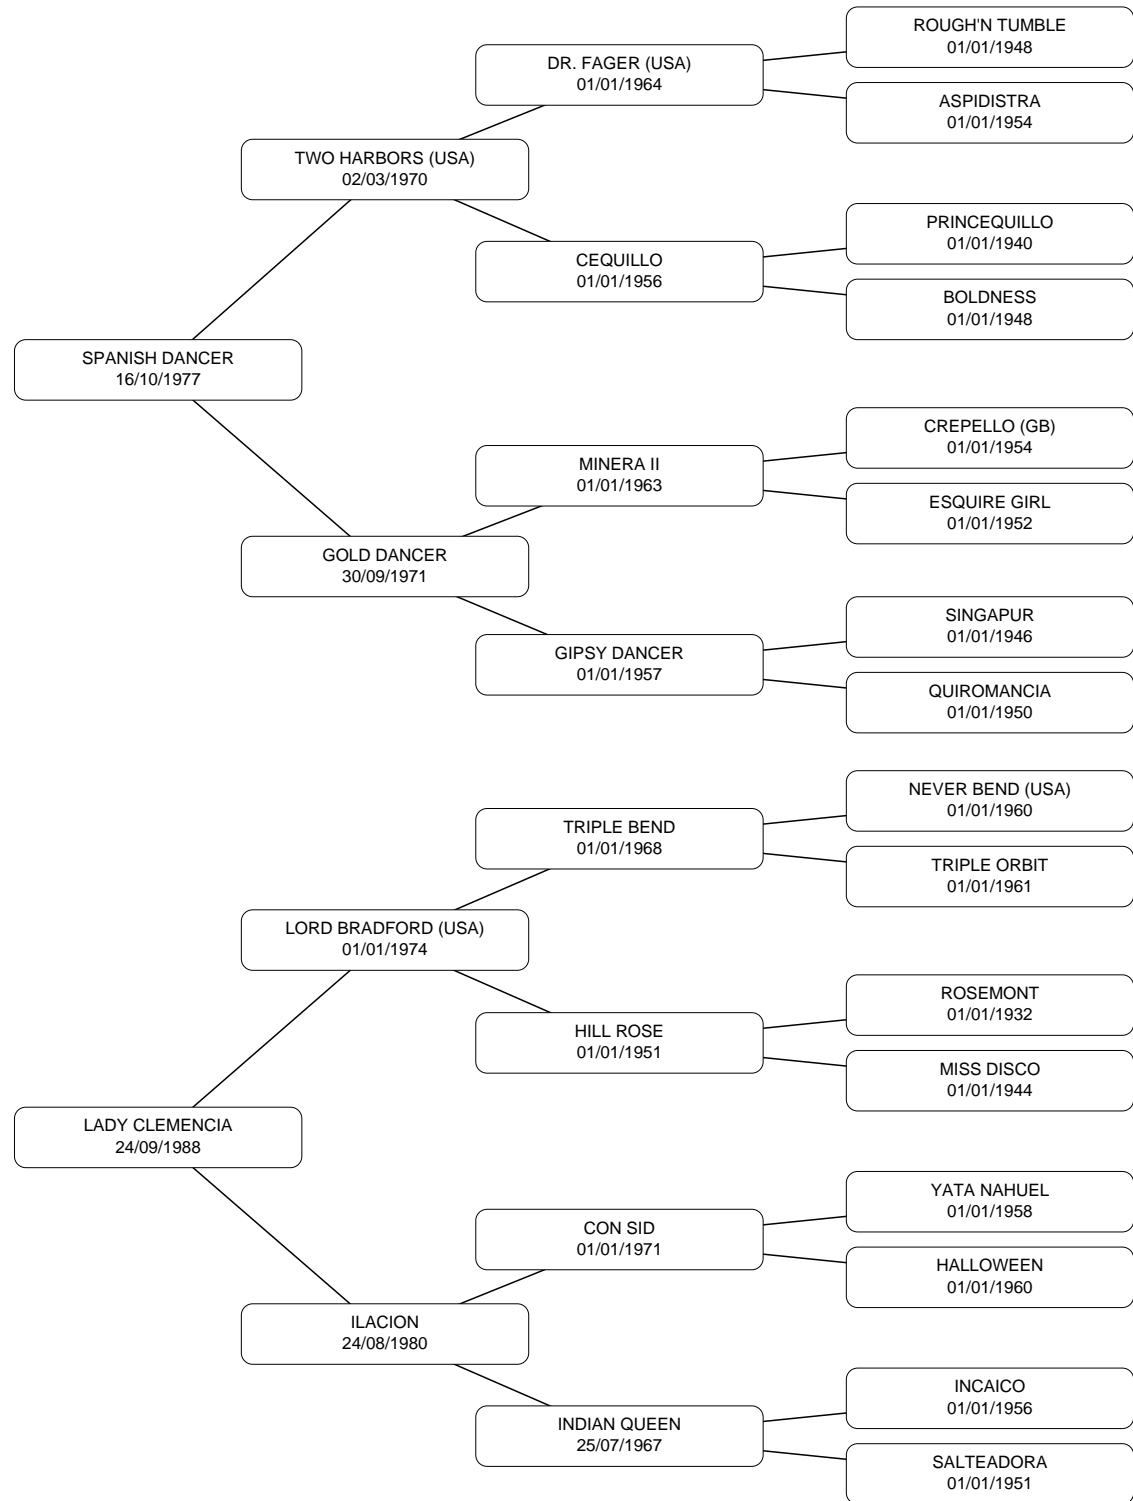 ROUGH'N TUMBLE
01/01/1948
DR. FAGER (USA)
01/01/1964
ASPIDISTRA
01/01/1954
TWO HARBORS (USA)
02/03/1970
PRINCEQUILLO
01/01/1940
CEQUILLO
01/01/1956
BOLDNESS
01/01/1948
SPANISH DANCER
16/10/1977
CREPELLO (GB)
01/01/1954
MINERA II
01/01/1963
ESQUIRE GIRL
01/01/1952
GOLD DANCER
30/09/1971
SINGAPUR
01/01/1946
GIPSY DANCER
01/01/1957
QUIROMANCIA
01/01/1950
NEVER BEND (USA)
01/01/1960
TRIPLE BEND
01/01/1968
TRIPLE ORBIT
01/01/1961
LORD BRADFORD (USA)
01/01/1974
ROSEMONT
01/01/1932
HILL ROSE
01/01/1951
MISS DISCO
01/01/1944
LADY CLEMENCIA
24/09/1988
YATA NAHUEL
01/01/1958
CON SID
01/01/1971
HALLOWEEN
01/01/1960
ILACION
24/08/1980
INCAICO
01/01/1956
INDIAN QUEEN
25/07/1967
SALTEADORA
01/01/1951